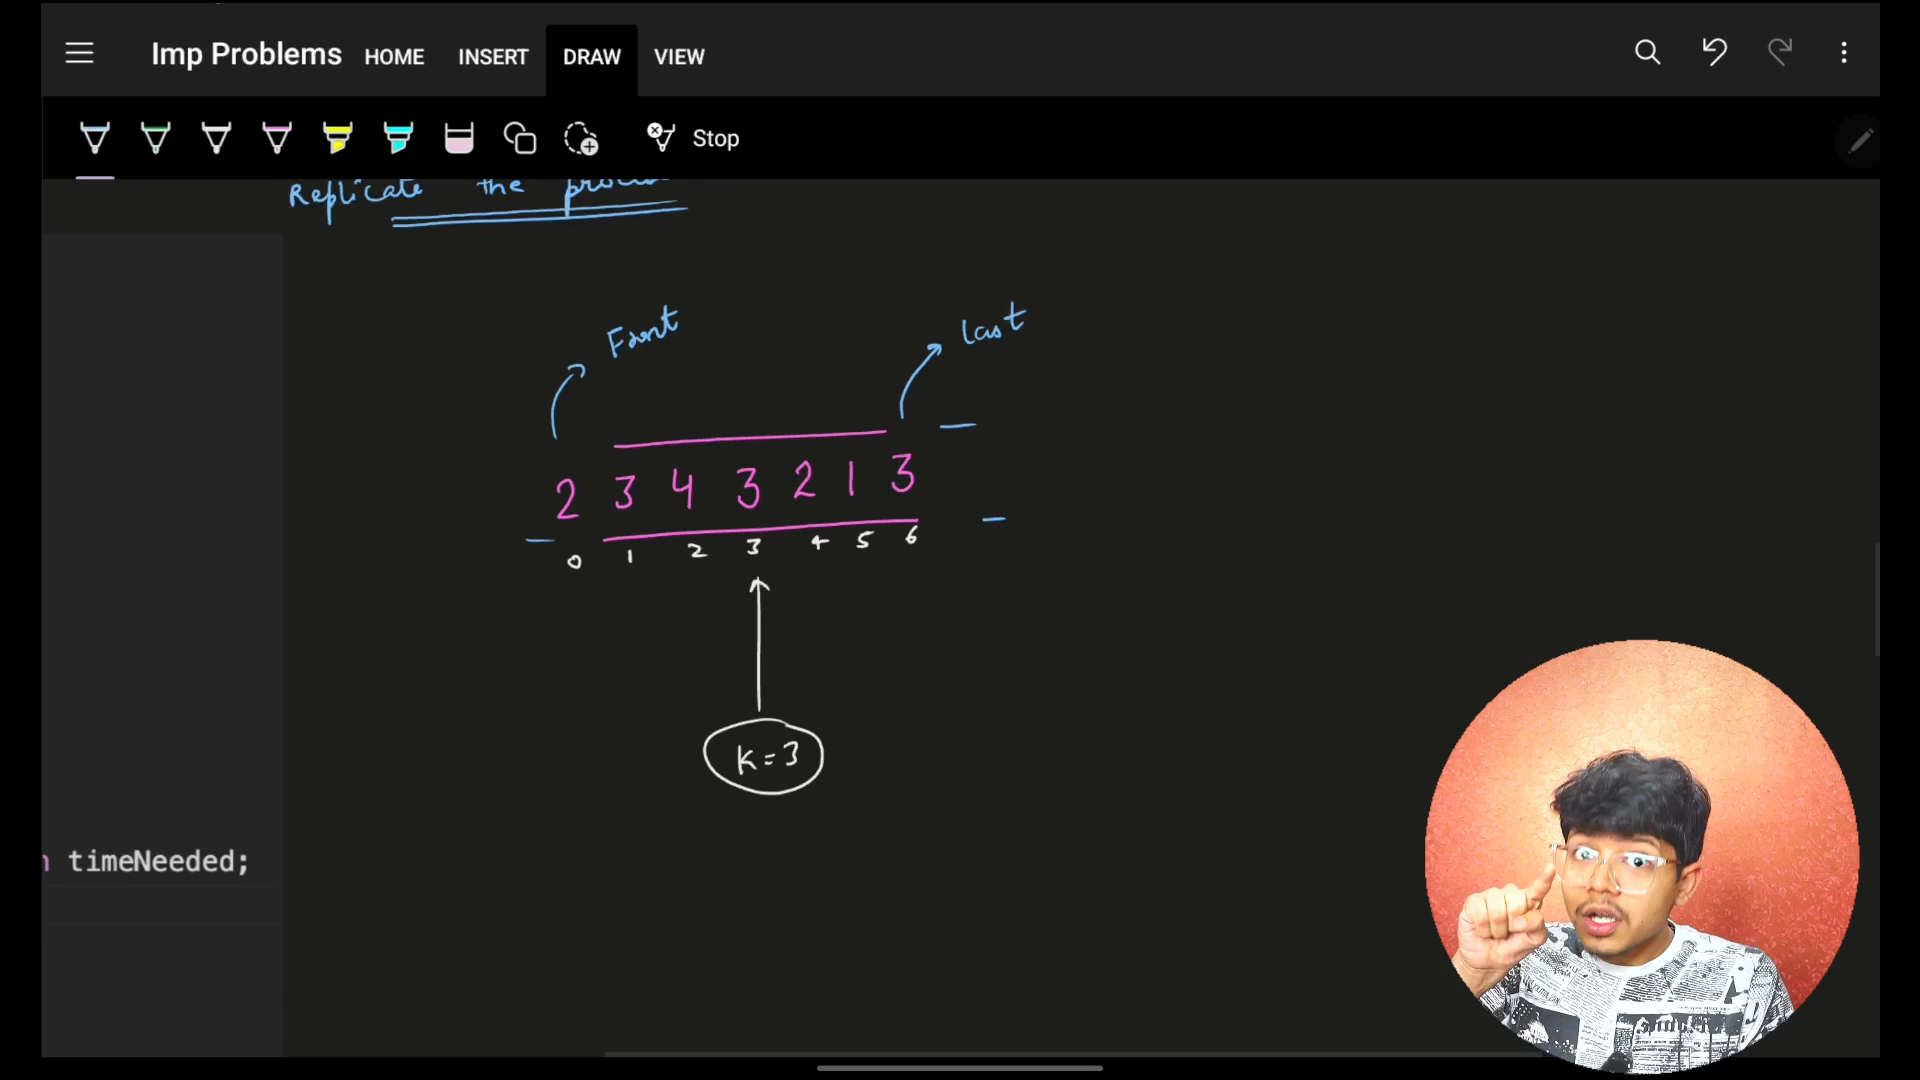 Imp Problems HOME INSERT DRAW VIEW
Stop
Replicate the
Front
Last
2 3 4 3 2 1 3
0 1 2 3 4 5 6
K = 3
timeNeeded;